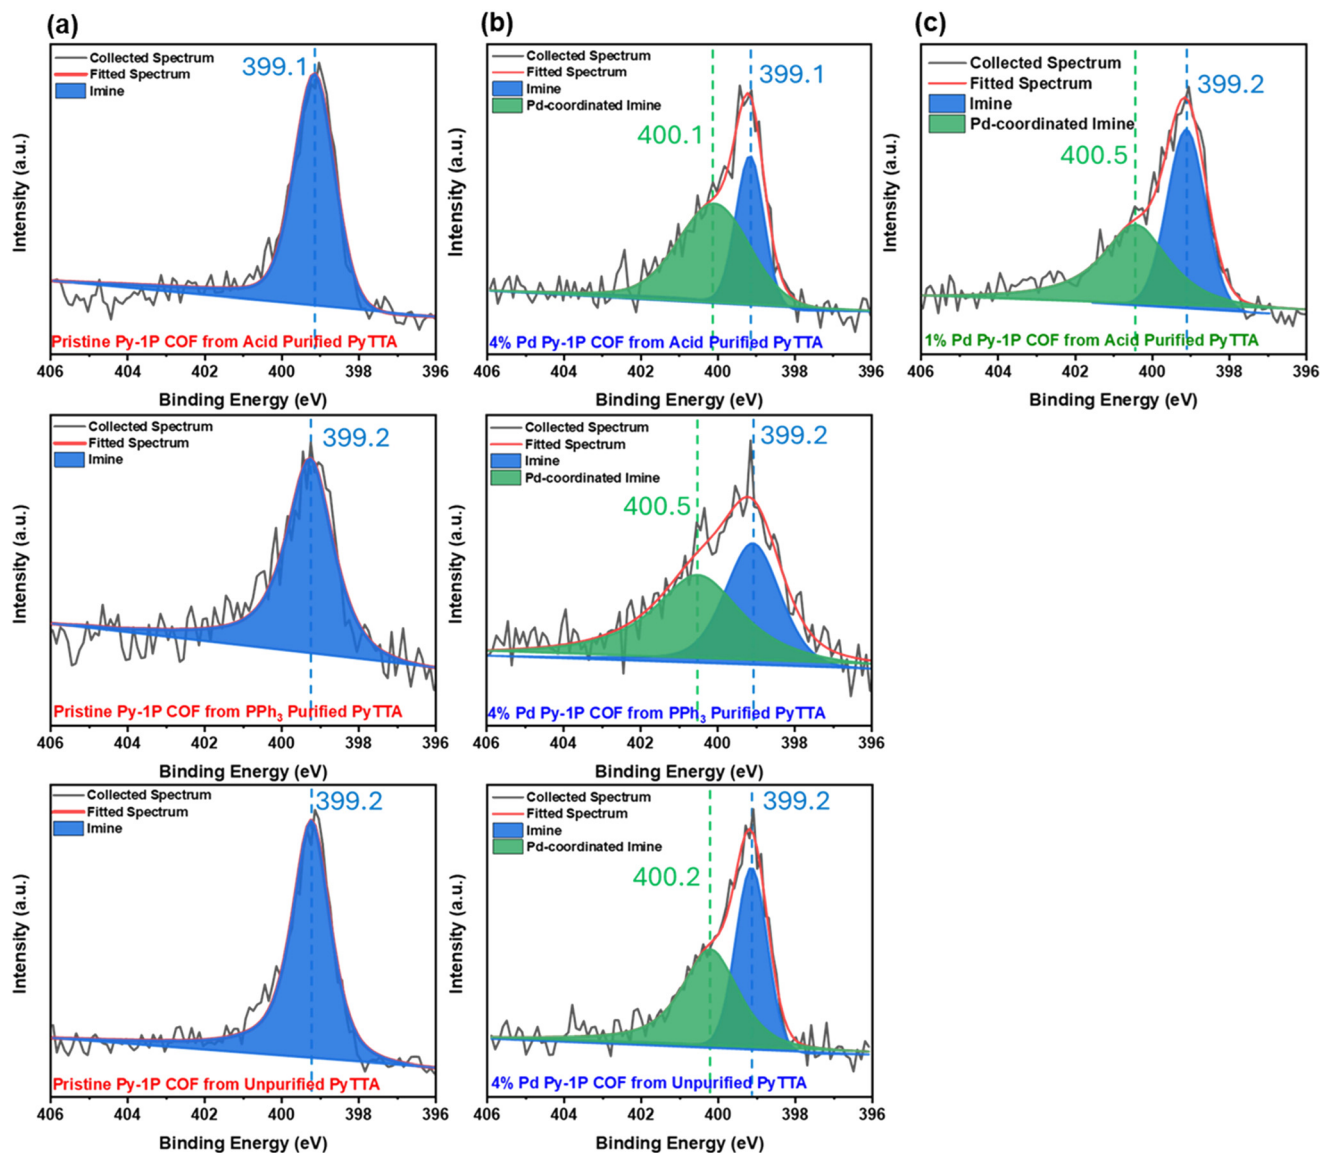 (a)
Collected Spectrum
Fitted Spectrum
Imine
399.1
Intensity (a.u.)
Pristine Py-1P COF from Acid Purified PyTTA
406 404 402 400 398 396
Binding Energy (eV)
(b)
Collected Spectrum
Fitted Spectrum
Imine
Pd-coordinated Imine
399.1
400.1
Intensity (a.u.)
4% Pd Py-1P COF from Acid Purified PyTTA
406 404 402 400 398 396
Binding Energy (eV)
(c)
Collected Spectrum
Fitted Spectrum
Imine
Pd-coordinated Imine
399.2
400.5
Intensity (a.u.)
1% Pd Py-1P COF from Acid Purified PyTTA
406 404 402 400 398 396
Binding Energy (eV)
Collected Spectrum
Fitted Spectrum
Imine
399.2
Intensity (a.u.)
Pristine Py-1P COF from PPh₃ Purified PyTTA
406 404 402 400 398 396
Binding Energy (eV)
Collected Spectrum
Fitted Spectrum
Imine
Pd-coordinated Imine
399.2
400.5
Intensity (a.u.)
4% Pd Py-1P COF from PPh₃ Purified PyTTA
406 404 402 400 398 396
Binding Energy (eV)
Collected Spectrum
Fitted Spectrum
Imine
399.2
Intensity (a.u.)
Pristine Py-1P COF from Unpurified PyTTA
406 404 402 400 398 396
Binding Energy (eV)
Collected Spectrum
Fitted Spectrum
Imine
Pd-coordinated Imine
399.2
400.2
Intensity (a.u.)
4% Pd Py-1P COF from Unpurified PyTTA
406 404 402 400 398 396
Binding Energy (eV)